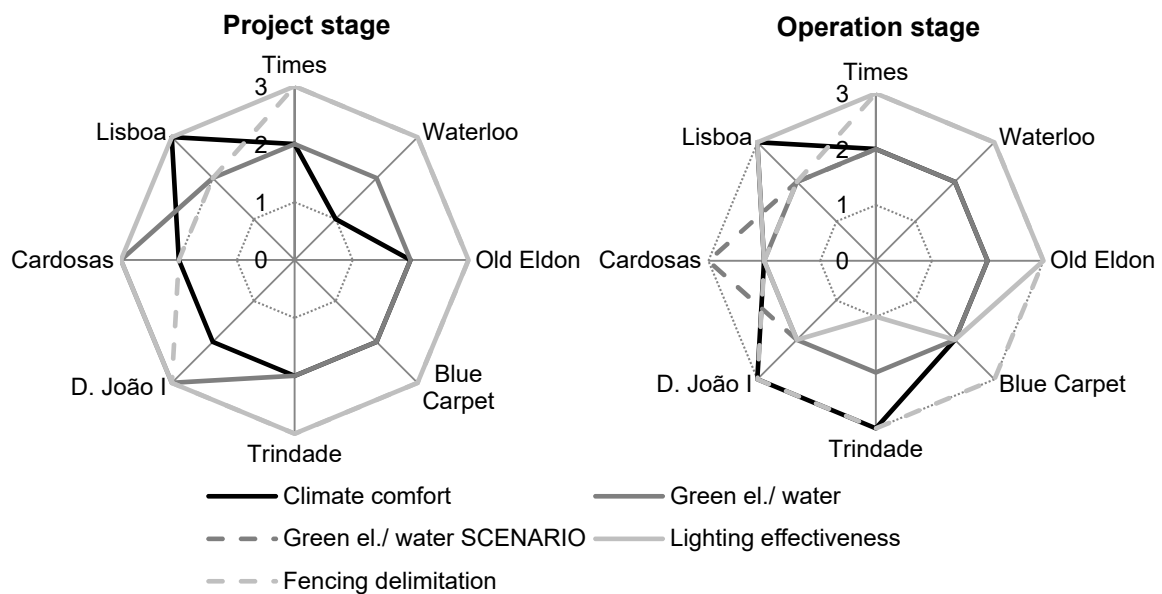 Project stage
Times
3
Lisboa
Waterloo
2
1
Cardosas
0
Old Eldon
D. João I
Blue
Carpet
Trindade
Operation stage
Times
3
Lisboa
Waterloo
2
1
Cardosas
0
Old Eldon
D. João I
Blue Carpet
Trindade
Climate comfort
Green el./ water
Green el./ water SCENARIO
Lighting effectiveness
Fencing delimitation